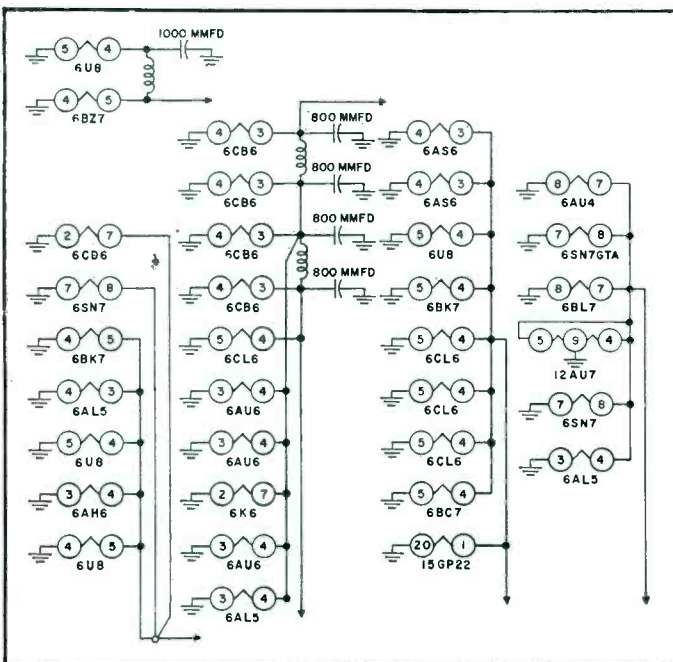 1000 MMFD
5 4
6U8
4 5
6BZ7
2 7
6CD6
7 8
6SN7
4 5
6BK7
4 3
6AL5
5 4
6U8
3 4
6AH6
4 5
6U8
4 3
6CB6
800 MMFD
4 3
6CB6
800 MMFD
4 3
6CB6
800 MMFD
4 3
6CB6
800 MMFD
5 4
6CL6
3 4
6AU6
3 4
6AU6
2 7
6K6
3 4
6AU6
3 4
6AL5
4 3
6AS6
4 3
6AS6
5 4
6U8
5 4
6BK7
5 4
6CL6
5 4
6CL6
5 4
6CL6
5 4
6BC7
20 1
15GP22
8 7
6AU4
7 8
6SN7GTA
8 7
6BL7
5 9 4
12AU7
7 8
6SN7
3 4
6AL5